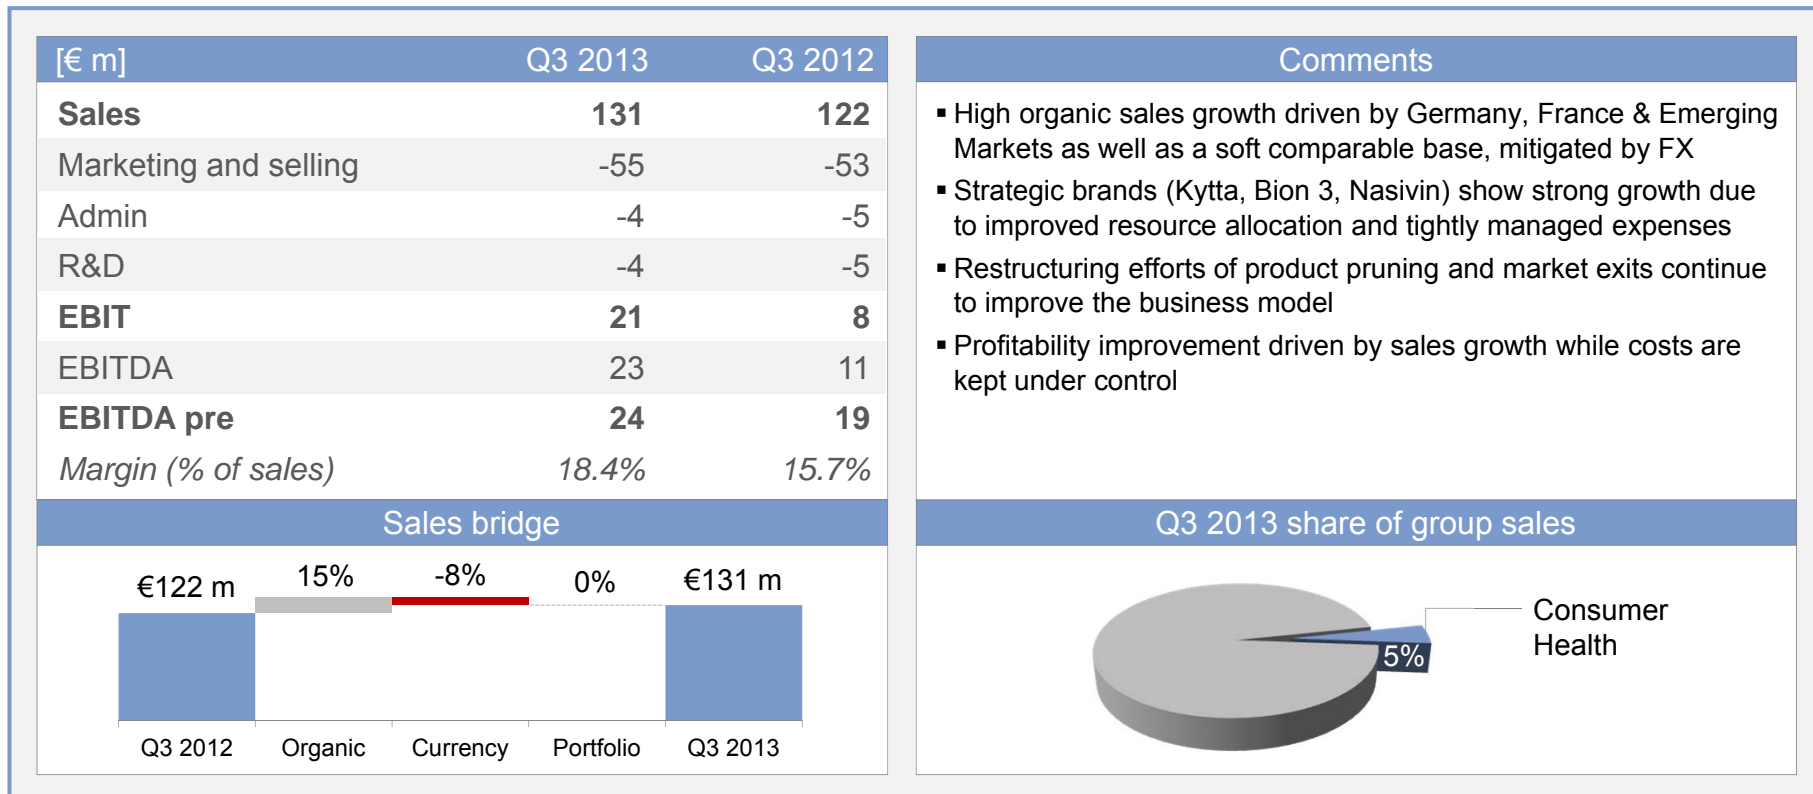 [€ m] Q3 2013 Q3 2012
Sales 131 122
Marketing and selling -55 -53
Admin -4 -5
R&D -4 -5
EBIT 21 8
EBITDA 23 11
EBITDA pre 24 19
Margin (% of sales) 18.4% 15.7%
Sales bridge
€122 m 15% -8% 0% €131 m
Q3 2012 Organic Currency Portfolio Q3 2013
Comments
▪ High organic sales growth driven by Germany, France & Emerging
Markets as well as a soft comparable base, mitigated by FX
▪ Strategic brands (Kytta, Bion 3, Nasivin) show strong growth due
to improved resource allocation and tightly managed expenses
▪ Restructuring efforts of product pruning and market exits continue
to improve the business model
▪ Profitability improvement driven by sales growth while costs are
kept under control
Q3 2013 share of group sales
Consumer
Health
5%